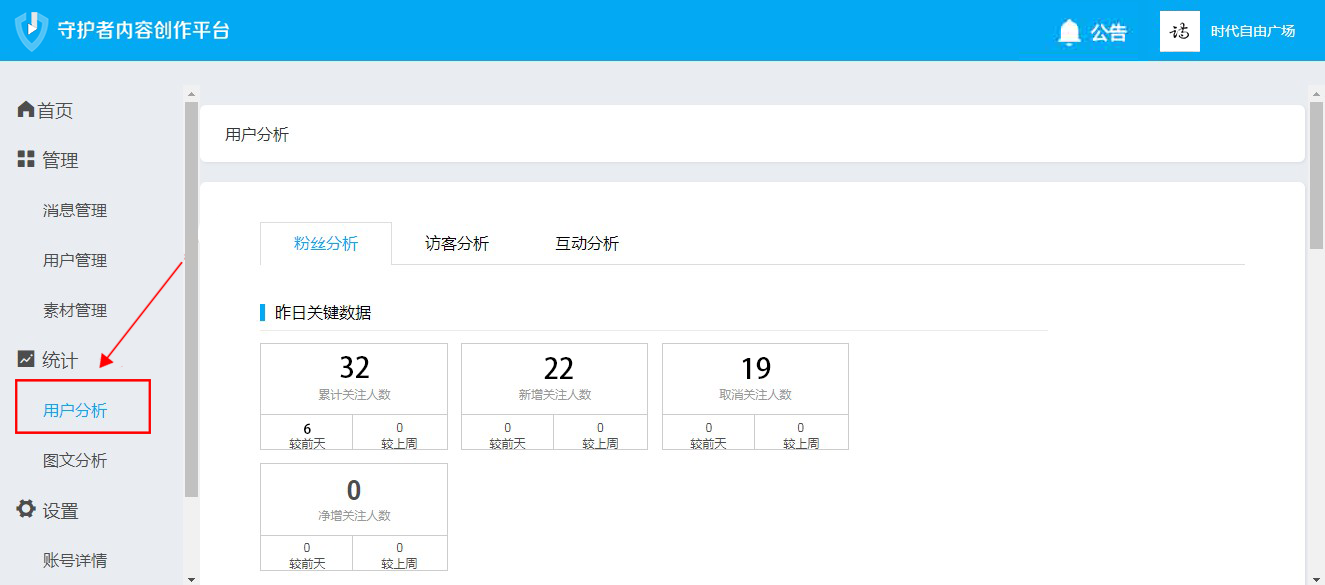 守护者内容创作平台
公告
时代自由广场
首页
管理
消息管理
用户管理
素材管理
统计
用户分析
图文分析
设置
账号详情
用户分析
粉丝分析 访客分析 互动分析
昨日关键数据
32 22 19
累计关注人数 新增关注人数 取消关注人数
6 0 0 0 0 0
较前天 较上周 较前天 较上周 较前天 较上周
0
净增关注人数
0 0
较前天 较上周